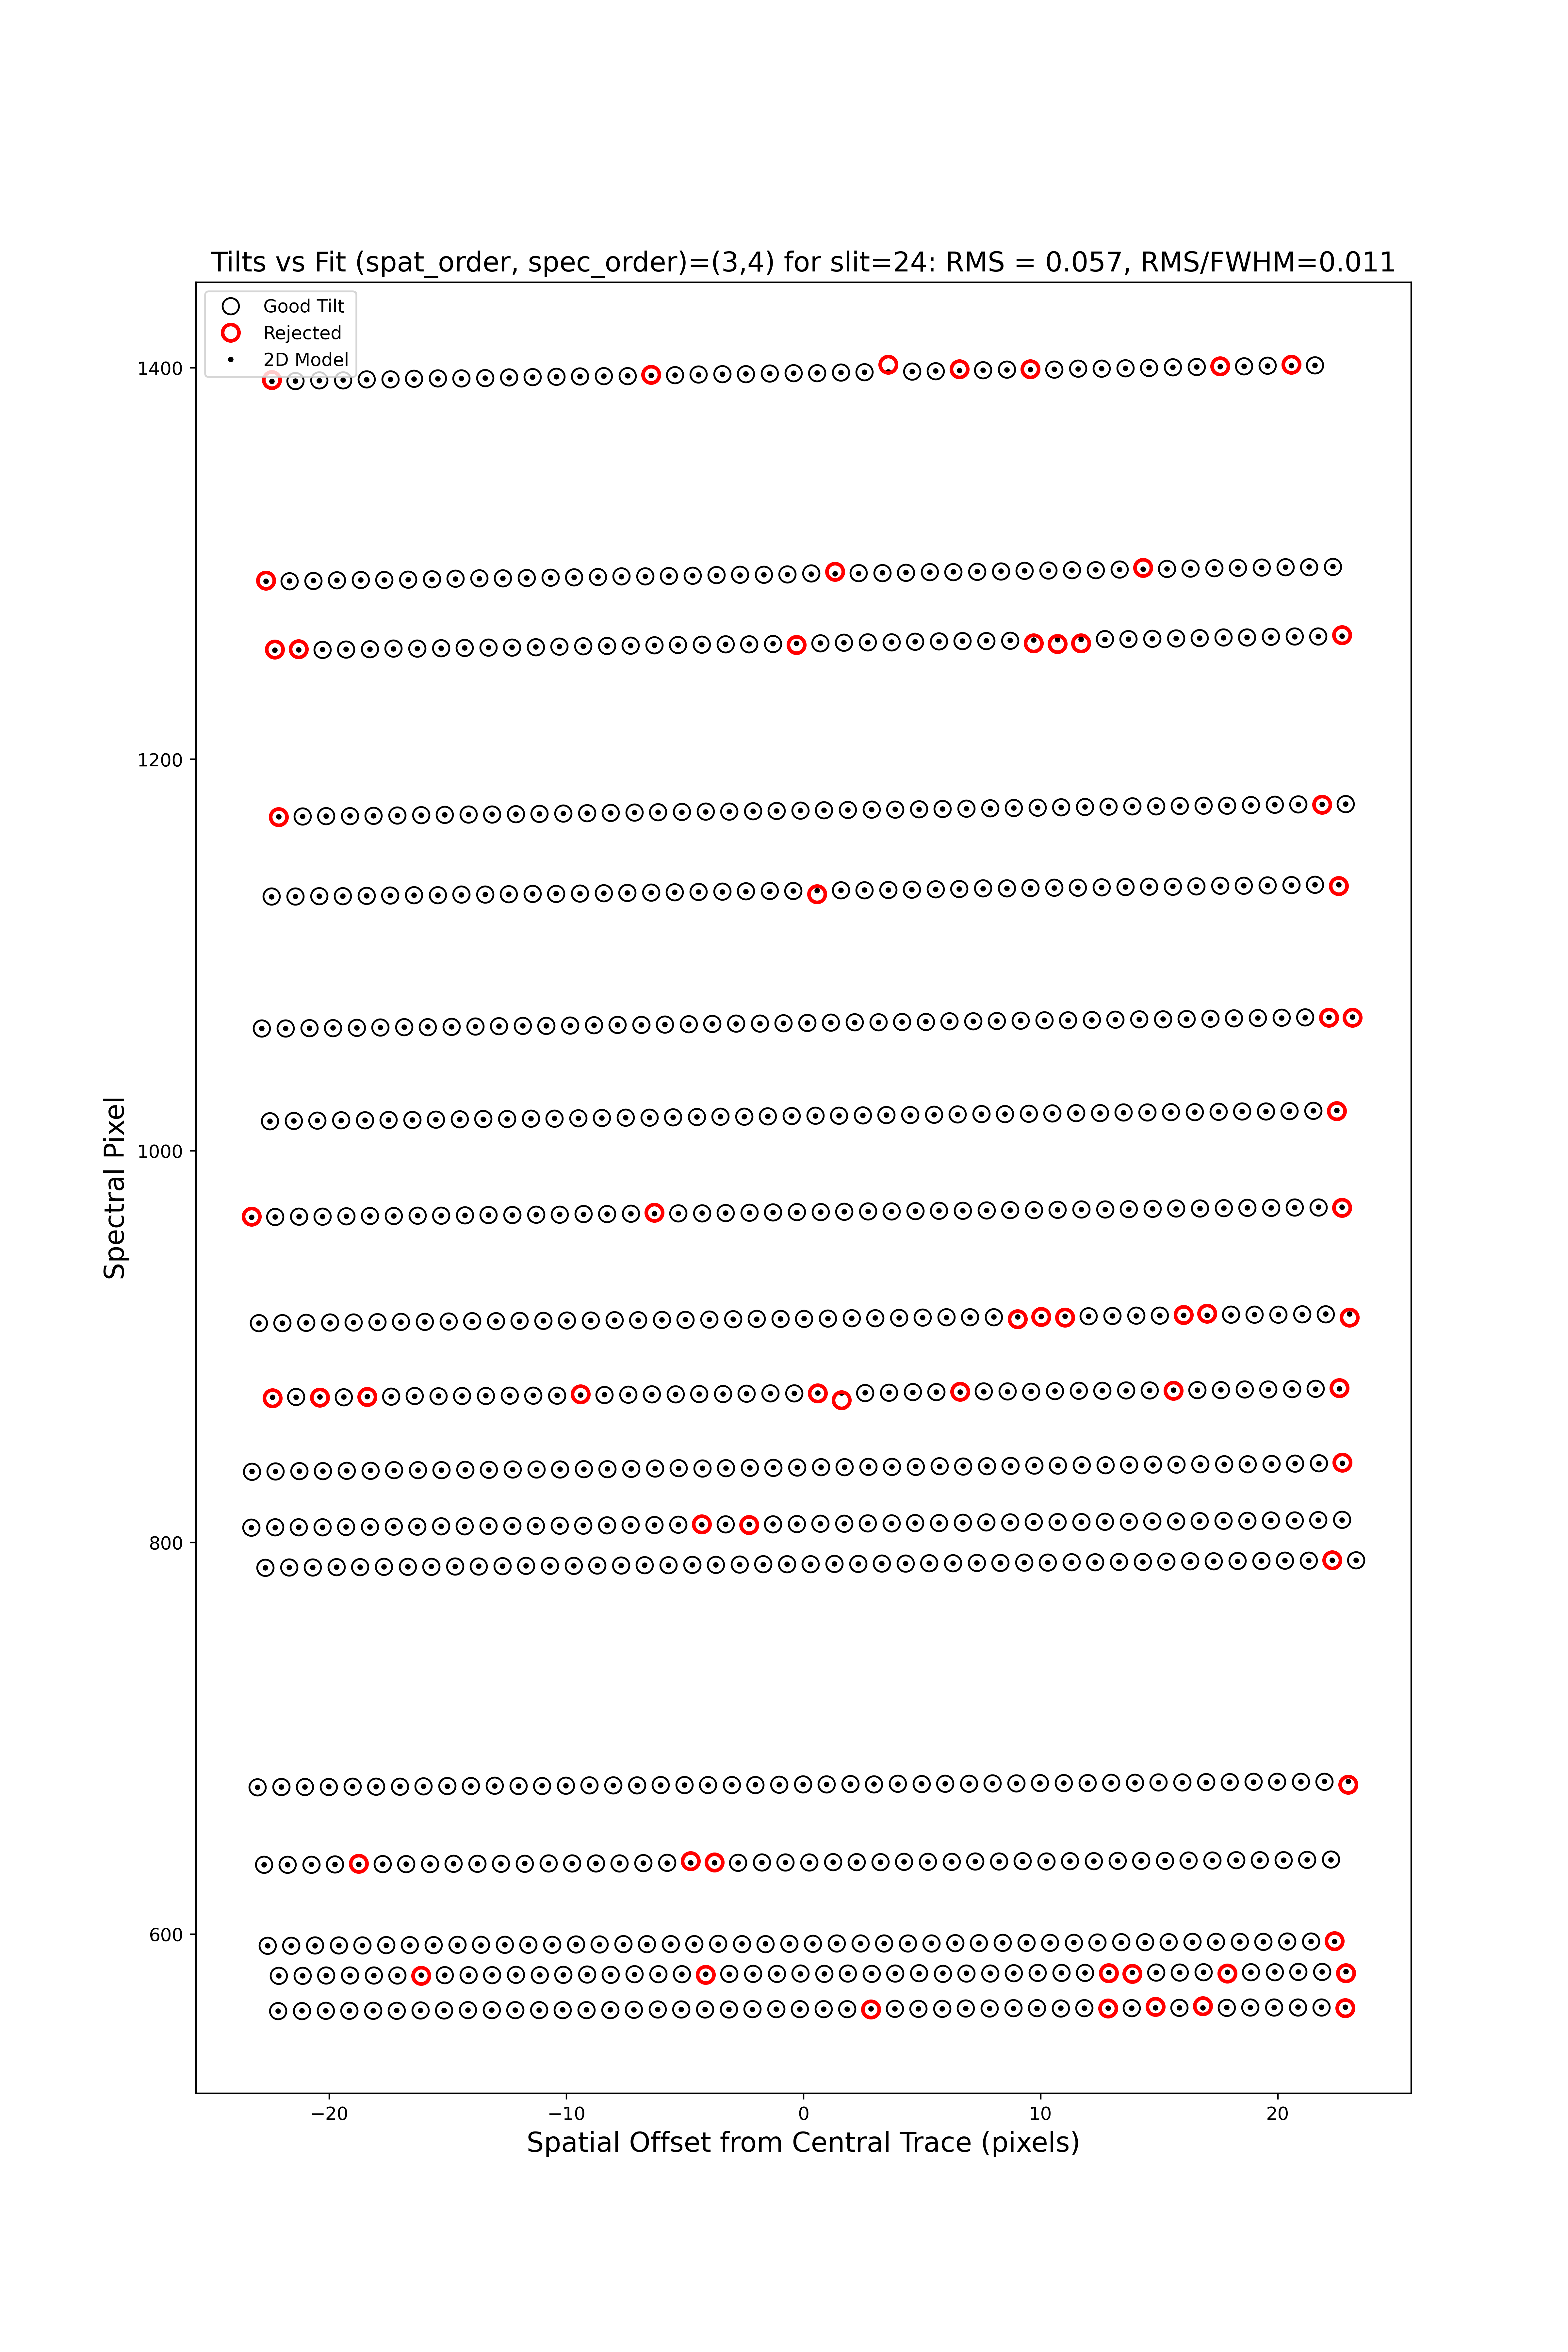 Tilts vs Fit (spat_order, spec_order)=(3,4) for slit=24: RMS = 0.057, RMS/FWHM=0.011
Good Tilt
Rejected
2D Model
1400
1200
1000
800
600
Spectral Pixel
−20
−10
0
10
20
Spatial Offset from Central Trace (pixels)